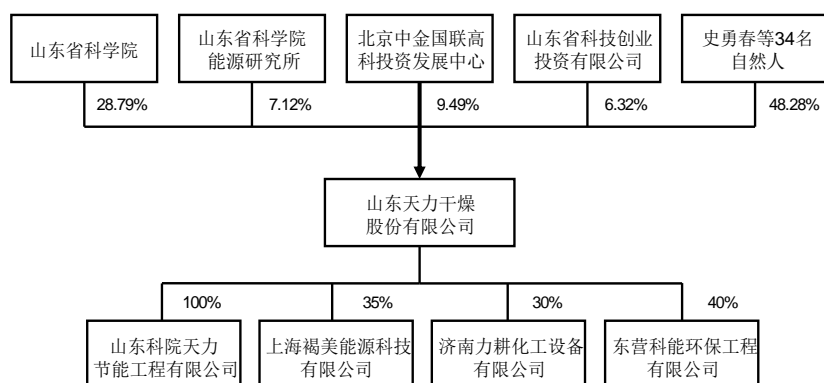 山东省科学院
山东省科学院
能源研究所
北京中金国联高
科投资发展中心
山东省科技创业
投资有限公司
史勇春等34名
自然人
28.79%
7.12%
9.49%
6.32%
48.28%
山东天力干燥
股份有限公司
100%
35%
30%
40%
山东科院天力
节能工程有限公司
上海褐美能源科技
有限公司
济南力耕化工设备
有限公司
东营科能环保工程
有限公司